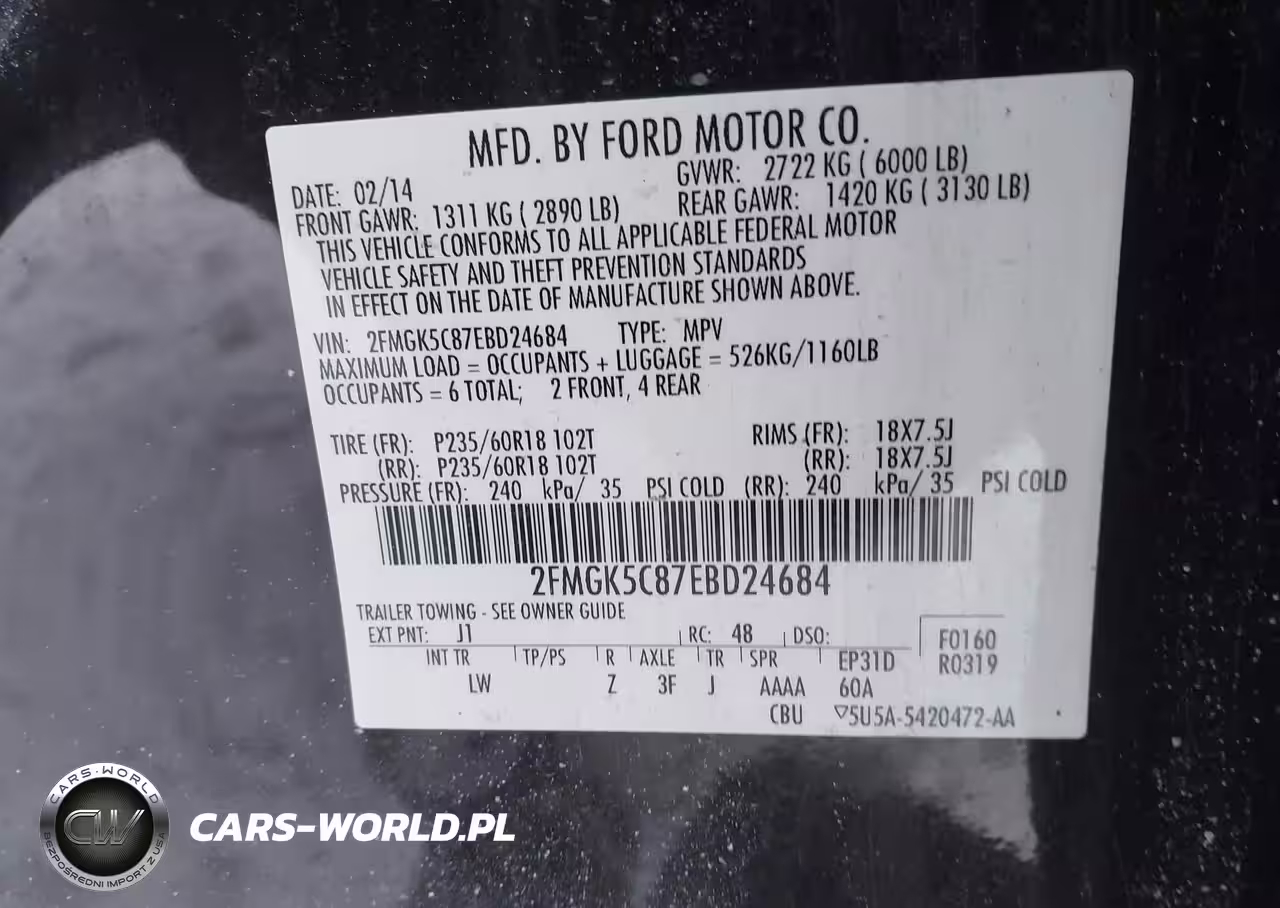 MFD. BY FORD MOTOR CO.
DATE: 02/14 GVWR: 2722 KG ( 6000 LB)
FRONT GAWR: 1311 KG ( 2890 LB) REAR GAWR: 1420 KG ( 3130 LB)
THIS VEHICLE CONFORMS TO ALL APPLICABLE FEDERAL MOTOR
VEHICLE SAFETY AND THEFT PREVENTION STANDARDS
IN EFFECT ON THE DATE OF MANUFACTURE SHOWN ABOVE.
VIN: 2FMGK5C87EBD24684 TYPE: MPV
MAXIMUM LOAD = OCCUPANTS + LUGGAGE = 526KG/1160LB
OCCUPANTS = 6 TOTAL; 2 FRONT, 4 REAR
TIRE (FR): P235/60R18 102T RIMS (FR): 18X7.5J
(RR): P235/60R18 102T (RR): 18X7.5J
PRESSURE (FR): 240 kPa/ 35 PSI COLD (RR): 240 kPa/ 35 PSI COLD
2FMGK5C87EBD24684
TRAILER TOWING - SEE OWNER GUIDE
EXT PNT: J1 RC: 48 DSO: F0160
INT TR TP/PS R AXLE TR SPR EP31D R0319
LW Z 3F J AAAA 60A
CBU ▽5U5A-5420472-AA
CARS-WORLD
CW
BEZPOŚREDNI IMPORT Z USA
CARS-WORLD.PL